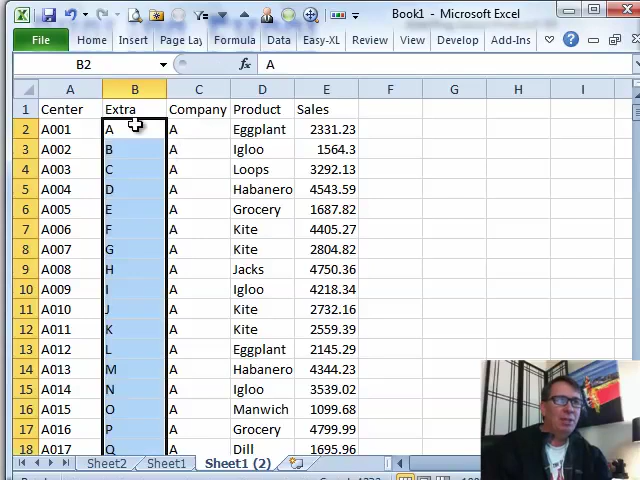 Book1 - Microsoft Excel
File Home Insert Page Lay Formula Data Easy-XL Review View Develop Add-Ins
B2 fx A
A B C D E F G H I
1 Center Extra Company Product Sales
2 A001 A A Eggplant 2331.23
3 A002 B A Igloo 1564.3
4 A003 C A Loops 3292.13
5 A004 D A Habanero 4543.59
6 A005 E A Grocery 1687.82
7 A006 F A Kite 4405.27
8 A007 G A Kite 2804.82
9 A008 H A Jacks 4750.36
10 A009 I A Igloo 4218.34
11 A010 J A Kite 2732.16
12 A011 K A Kite 2559.39
13 A012 L A Eggplant 2145.29
14 A013 M A Habanero 4344.23
15 A014 N A Igloo 3539.02
16 A015 O A Manwich 1099.68
17 A016 P A Grocery 4799.99
18 A017 Q A Dill 1695.96
Sheet2 Sheet1 Sheet1 (2)